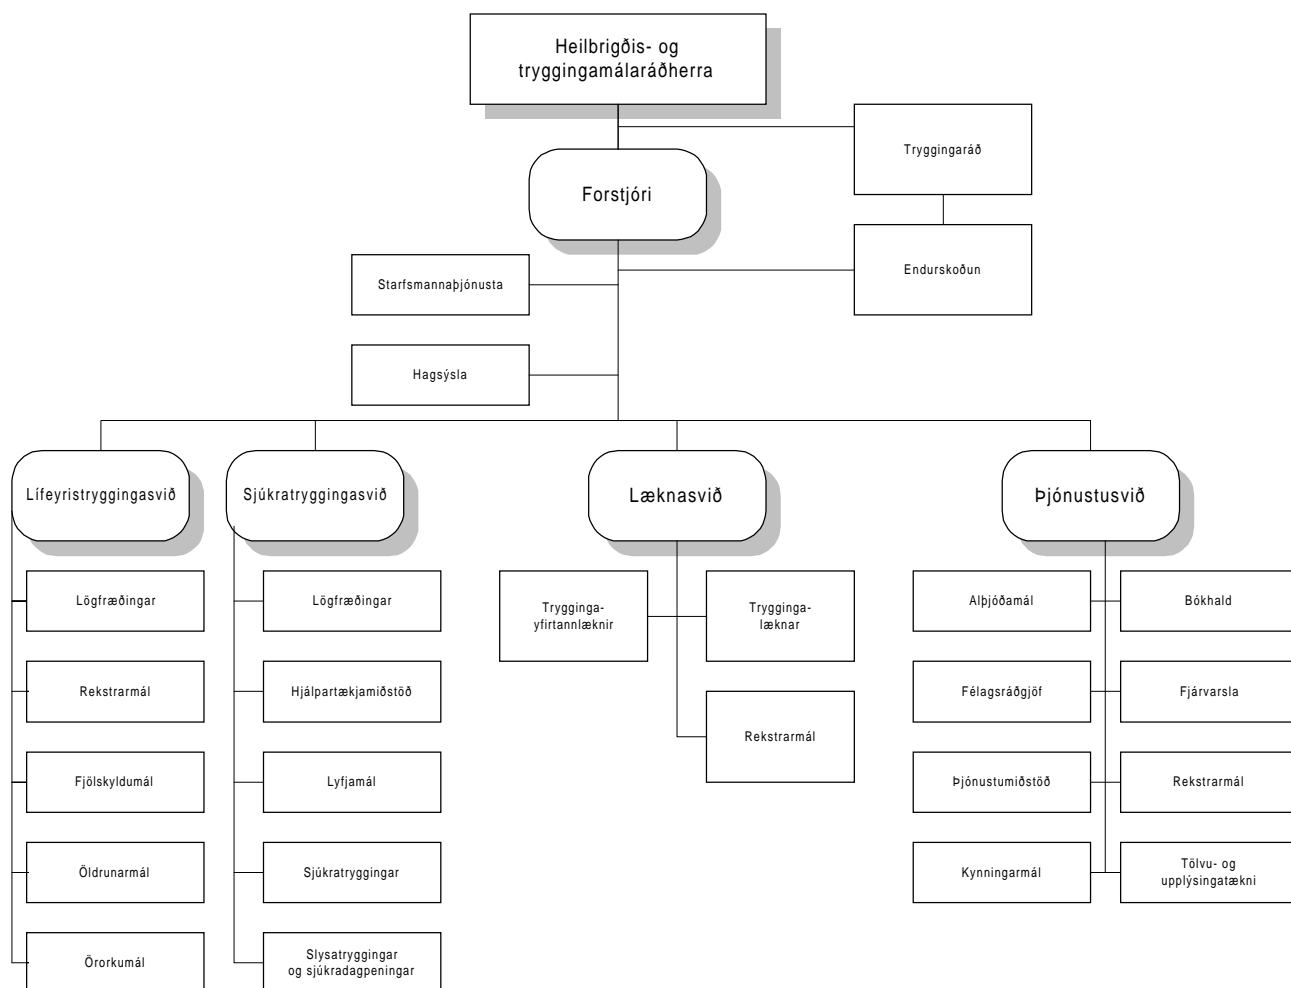 Heilbrigðis- og
tryggingamálaráðherra
Tryggingaráð
Forstjóri
Endurskoðun
Starfsmannaþjónusta
Hagsýsla
Lífeyristryggingasvið
Sjúkratryggingasvið
Læknasvið
Þjónustusvið
Lögfræðingar
Rekstrarmál
Fjölskyldumál
Öldrunarmál
Örorkumál
Lögfræðingar
Hjálpartækjamiðstöð
Lyfjamál
Sjúkratryggingar
Slysatryggingar
og sjúkradagpeningar
Trygginga-
yfirtannlæknir
Trygginga-
læknar
Rekstrarmál
Alþjóðamál
Félagsráðgjöf
Þjónustumiðstöð
Kynningarmál
Bókhald
Fjárvarsla
Rekstrarmál
Tölvu- og
upplýsingatækni